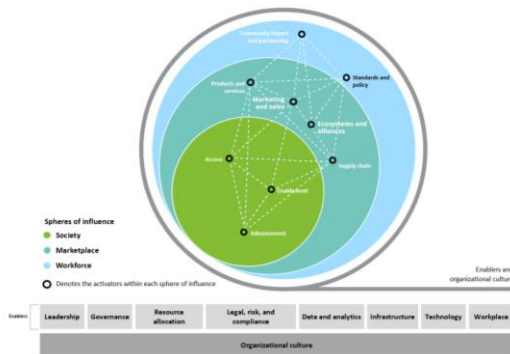 Community impact
and partnership
Standards and
policy
Products and
services
Marketing
and sales
Ecosystems and
alliances
Access
Supply chain
Enablement
Advancement
Spheres of influence
Society
Marketplace
Workforce
Denotes the activators within each sphere of influence
Enablers and
organizational culture
Enablers
Leadership
Governance
Resource
allocation
Legal, risk, and
compliance
Data and analytics
Infrastructure
Technology
Workplace
Organizational culture